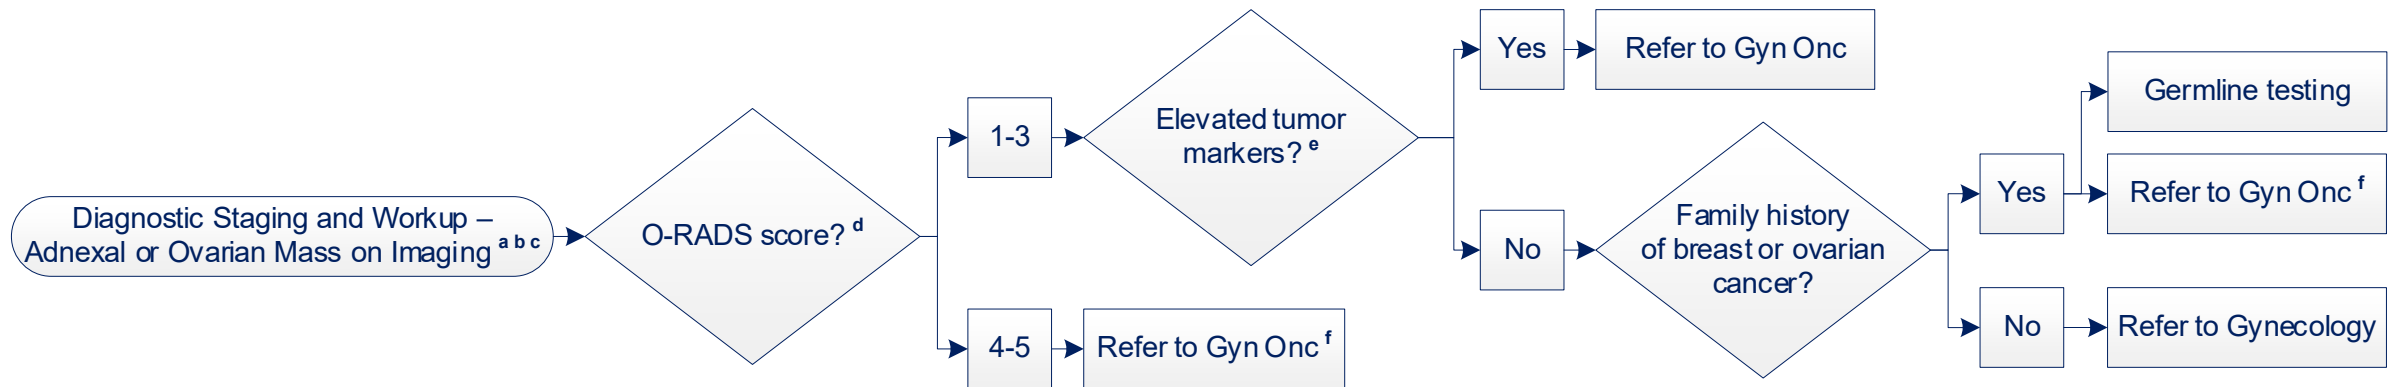 Diagnostic Staging and Workup –
Adnexal or Ovarian Mass on Imaging a b c
O-RADS score? d
1-3
Elevated tumor
markers? e
Yes
Refer to Gyn Onc
No
Family history
of breast or ovarian
cancer?
Yes
Germline testing
Refer to Gyn Onc f
No
Refer to Gynecology
4-5
Refer to Gyn Onc f